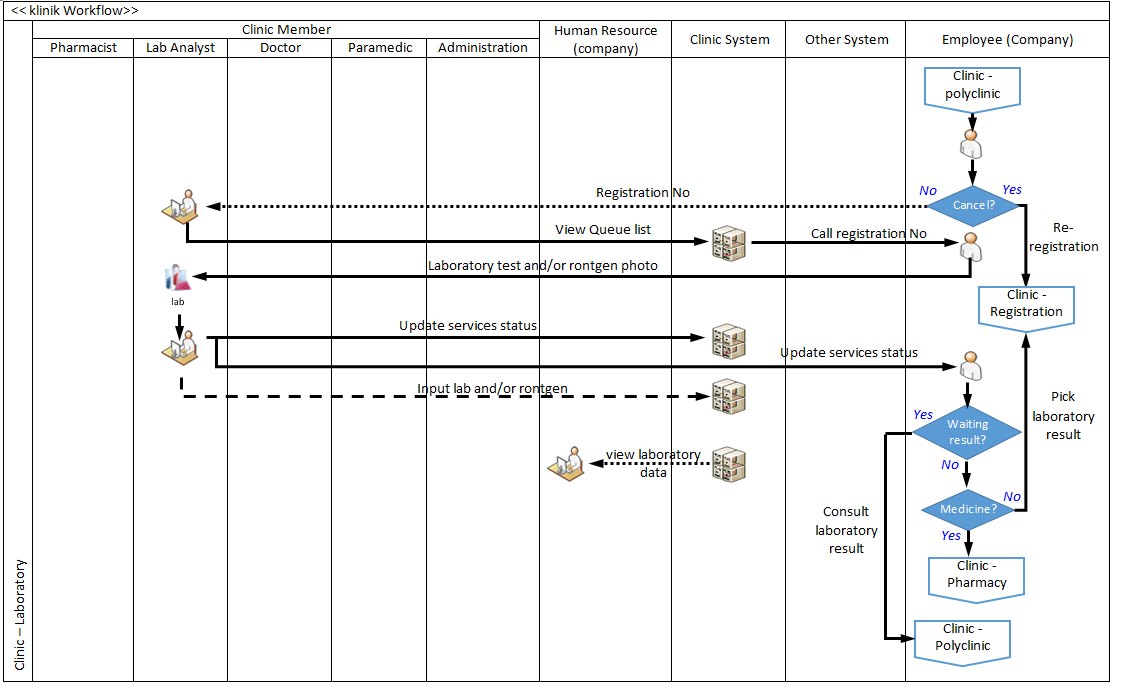 << klinik Workflow>>
Clinic Member
Pharmacist
Lab Analyst
Doctor
Paramedic
Administration
Human Resource
(company)
Clinic System
Other System
Employee (Company)
Clinic -
polyclinic
No
Yes
Cancel?
Registration No
Re-
registration
View Queue list
Call registration No
Laboratory test and/or rontgen photo
lab
Clinic -
Registration
Update services status
Update services status
Input lab and/or rontgen
Pick
laboratory
result
Yes
Waiting
result?
No
view laboratory
data
Medicine?
No
Yes
Consult
laboratory
result
Clinic -
Pharmacy
Clinic -
Polyclinic
Clinic – Laboratory